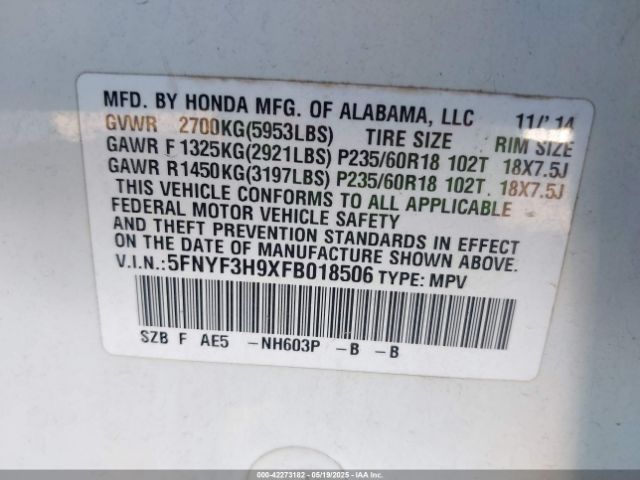 MFD. BY HONDA MFG. OF ALABAMA, LLC 11/ 14
GVWR 2700KG(5953LBS) TIRE SIZE RIM SIZE
GAWR F 1325KG(2921LBS) P235/60R18 102T 18X7.5J
GAWR R1450KG(3197LBS) P235/60R18 102T 18X7.5J
THIS VEHICLE CONFORMS TO ALL APPLICABLE
FEDERAL MOTOR VEHICLE SAFETY
AND THEFT PREVENTION STANDARDS IN EFFECT
ON THE DATE OF MANUFACTURE SHOWN ABOVE.
V.I.N.:5FNYF3H9XFB018506 TYPE: MPV
SZB F AE5 -NH603P -B -B
000-42273182 - 05/19/2025 - IAAI.com